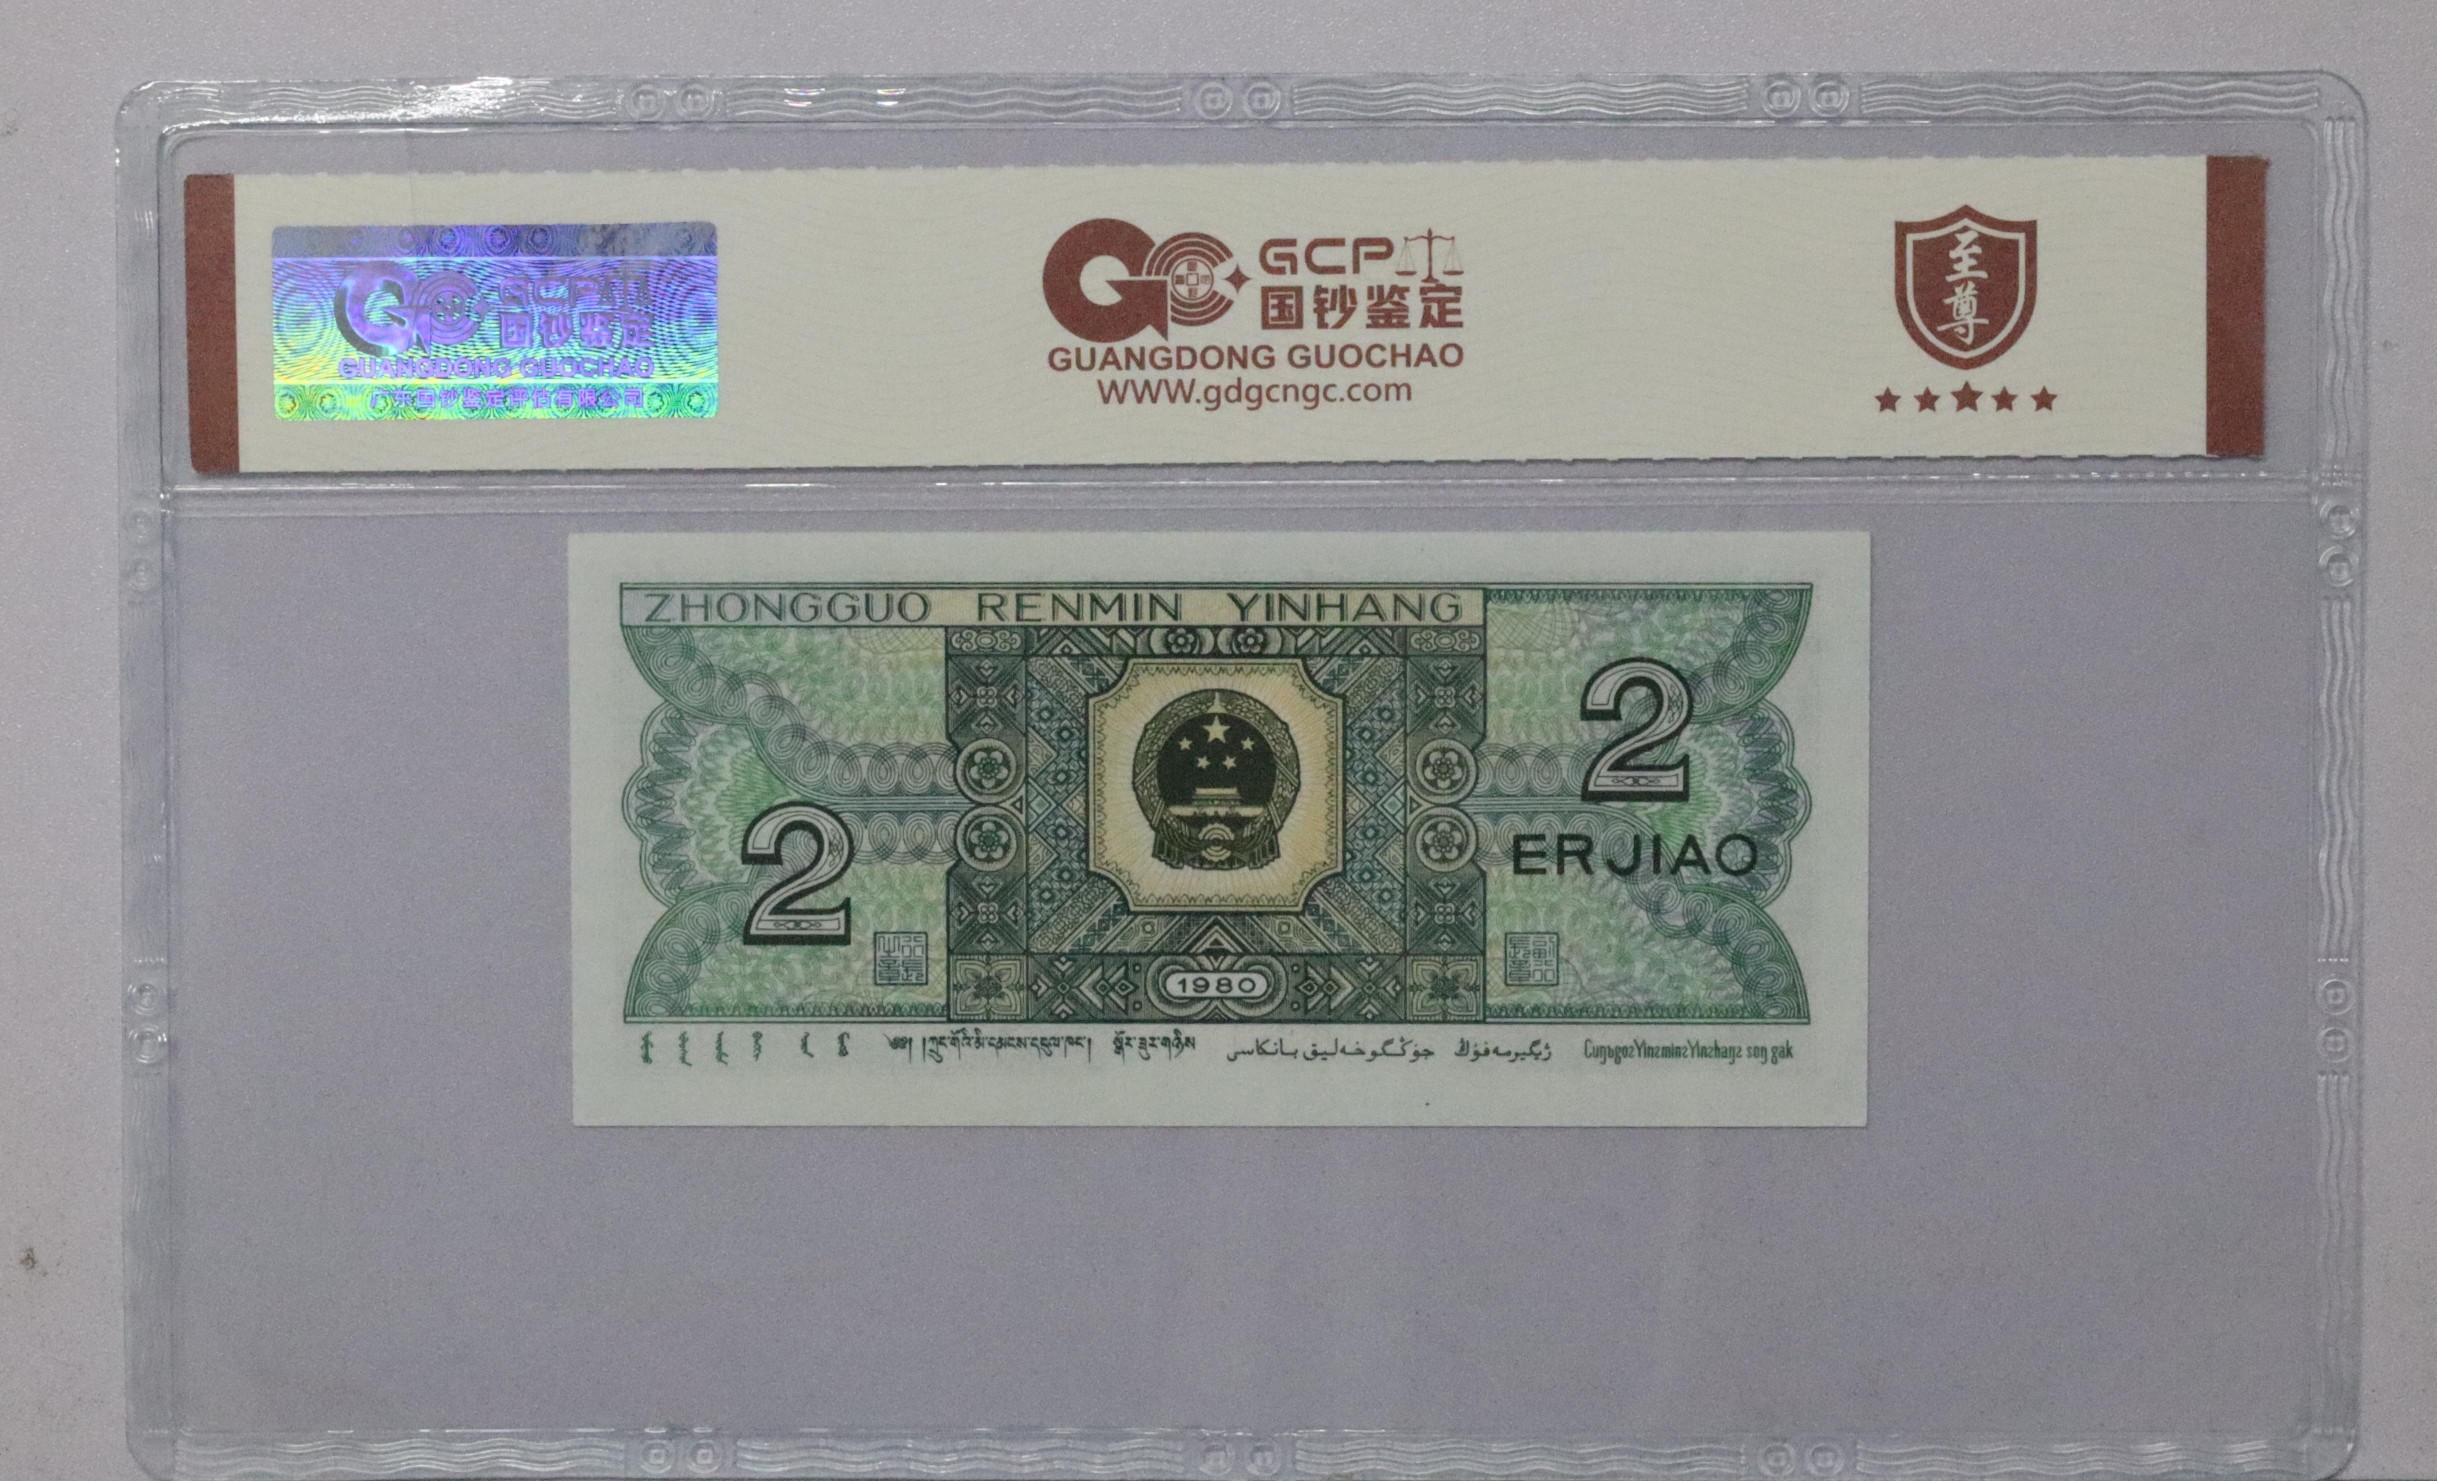 GCP
国钞鉴定
GUANGDONG GUOCHAO
广东国钞鉴定评估有限公司
GCP
国钞鉴定
GUANGDONG GUOCHAO
WWW.gdgcngc.com
至尊
ZHONGGUO RENMIN YINHANG
2
2
ERJIAO
1980
جۇڭگوخەلىق بانكاسى